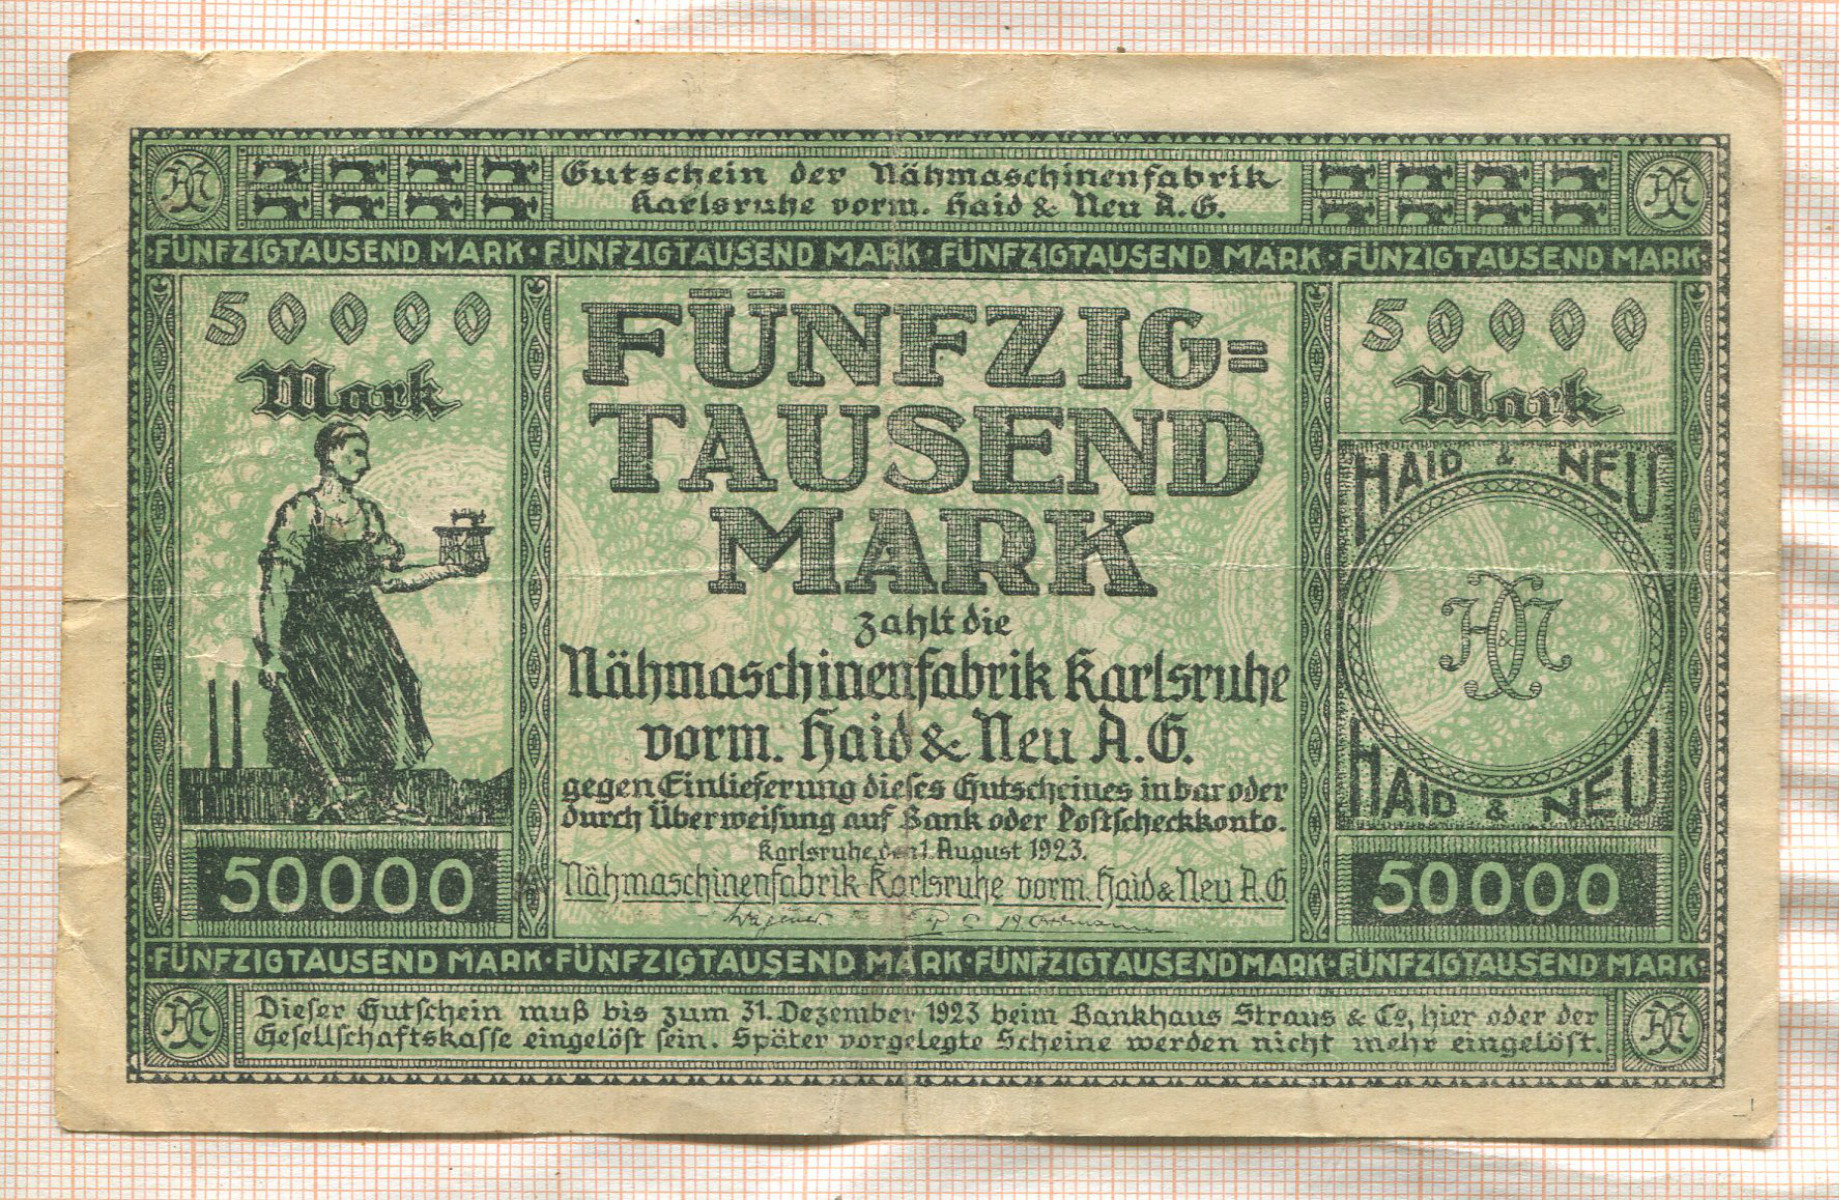 Gutschein der Nähmaschinenfabrik
Karlsruhe vorm. Haid & Neu A.G.
FÜNFZIGTAUSEND MARK·FÜNFZIGTAUSEND MARK·FÜNFZIGTAUSEND MARK·FÜNZIGTAUSEND MARK·
50000
Mark
50000
FÜNFZIG=
TAUSEND
MARK
zahlt die
Nähmaschinenfabrik Karlsruhe
vorm. Haid & Neu A.G.
gegen Einlieferung dieses Gutscheines in bar oder
durch Überweisung auf Bank oder Postscheckkonto.
Karlsruhe, den 1. August 1923.
Nähmaschinenfabrik Karlsruhe vorm. Haid & Neu A.G.
50000
Mark
HAID & NEU
H&N
HAID & NEU
50000
FÜNFZIGTAUSEND MARK·FÜNFZIGTAUSEND MARK·FÜNFZIGTAUSEND MARK·FÜNFZIGTAUSEND MARK·
Dieser Gutschein muß bis zum 31. Dezember 1923 beim Bankhaus Straus & Co, hier oder der
Gesellschaftskasse eingelöst sein. Später vorgelegte Scheine werden nicht mehr eingelöst.